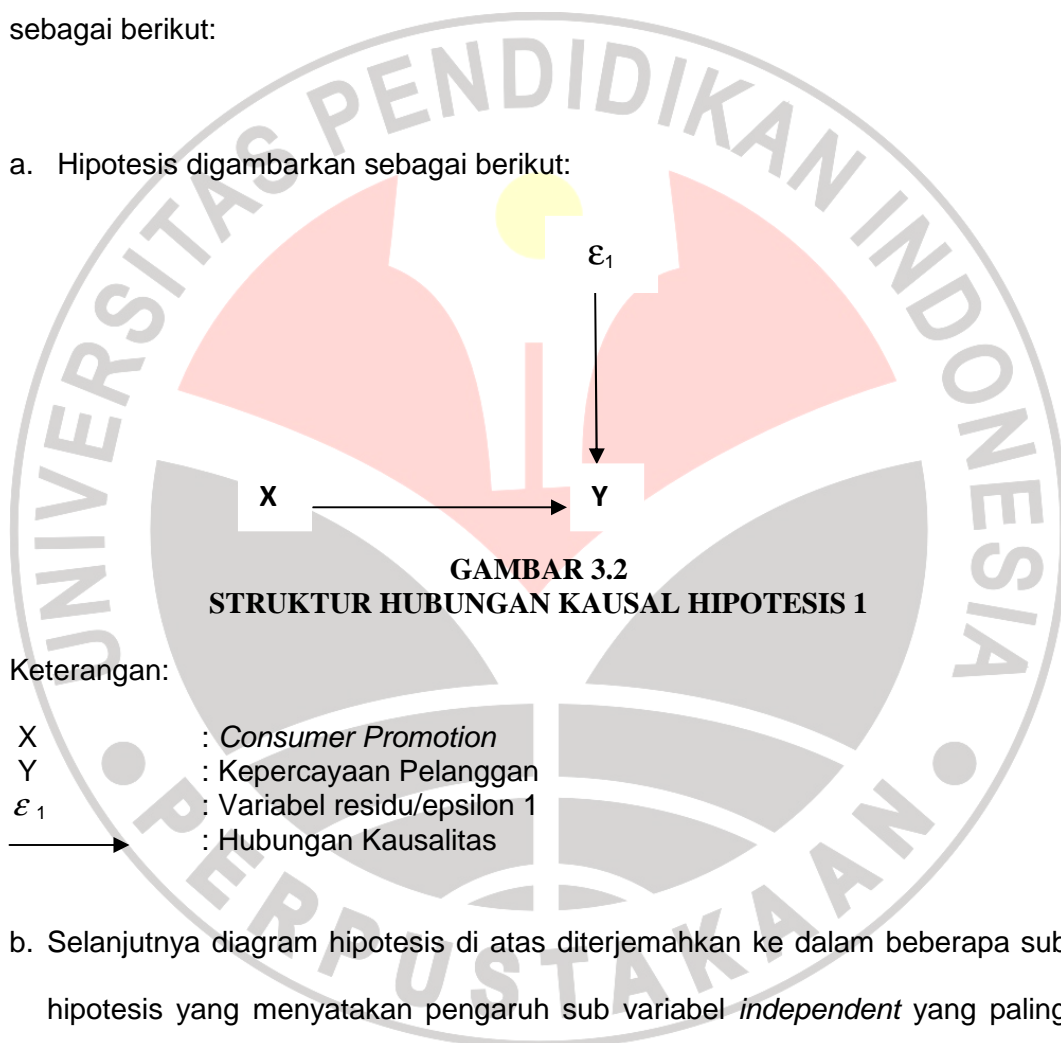 sebagai berikut:
a. Hipotesis digambarkan sebagai berikut:
ε1
X
Y
GAMBAR 3.2
STRUKTUR HUBUNGAN KAUSAL HIPOTESIS 1
Keterangan:
X : Consumer Promotion
Y : Kepercayaan Pelanggan
ε 1 : Variabel residu/epsilon 1
: Hubungan Kausalitas
b. Selanjutnya diagram hipotesis di atas diterjemahkan ke dalam beberapa sub
hipotesis yang menyatakan pengaruh sub variabel independent yang paling
UNIVERSITAS PENDIDIKAN INDONESIA
PERPUSTAKAAN